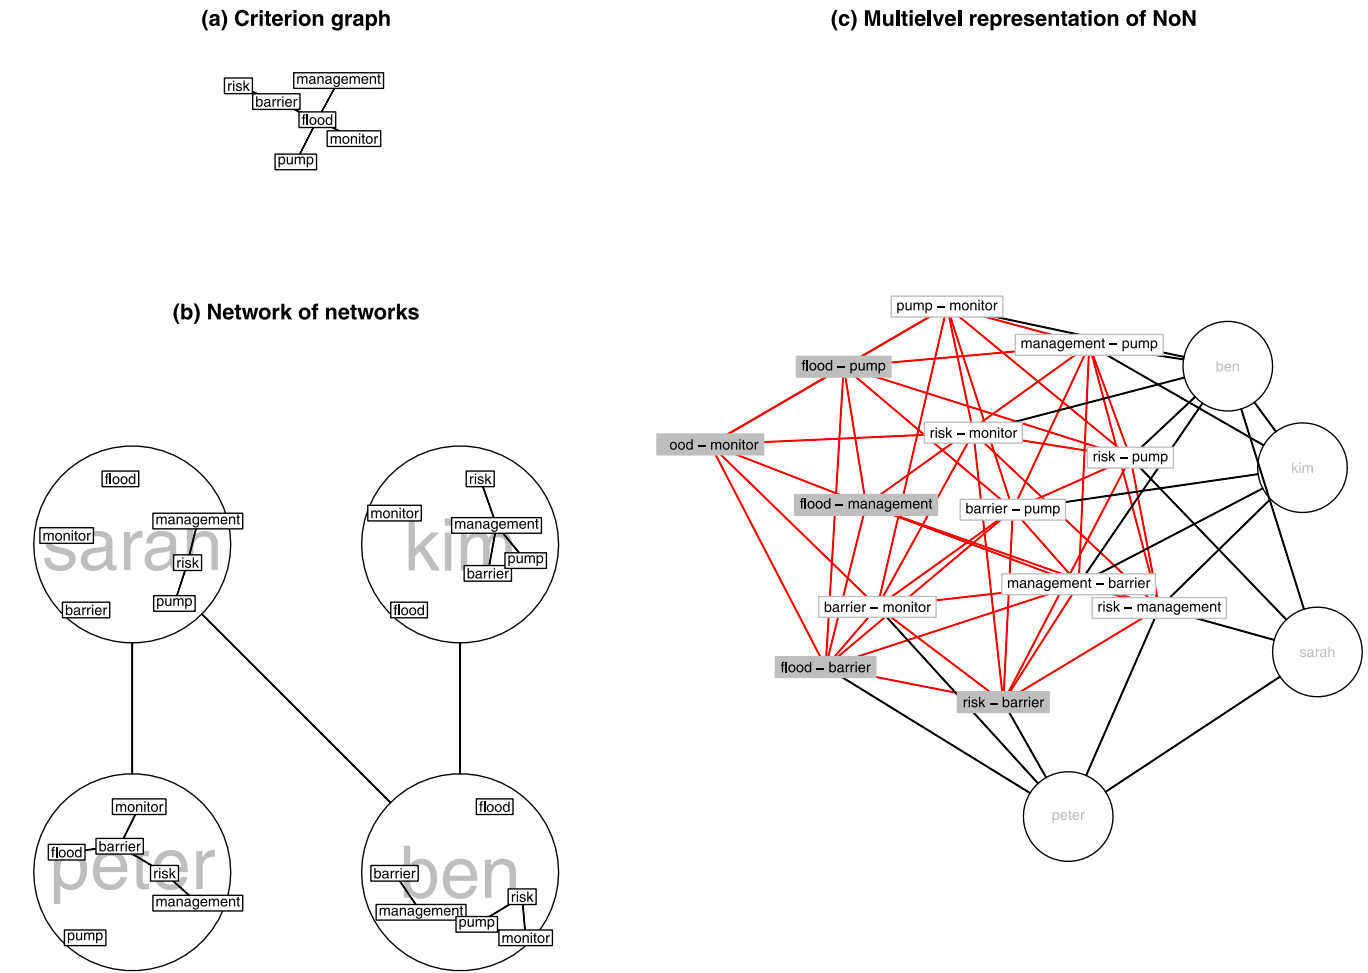 (a) Criterion graph
risk
management
barrier
flood
monitor
pump
(b) Network of networks
sarah
flood
management
monitor
risk
pump
barrier
kim
risk
monitor
management
pump
barrier
flood
peter
monitor
barrier
flood
risk
management
pump
ben
flood
barrier
risk
management
pump
monitor
(c) Multielvel representation of NoN
pump – monitor
management – pump
flood – pump
ben
risk – monitor
ood – monitor
risk – pump
kim
flood – management
barrier – pump
management – barrier
barrier – monitor
risk – management
sarah
flood – barrier
risk – barrier
peter